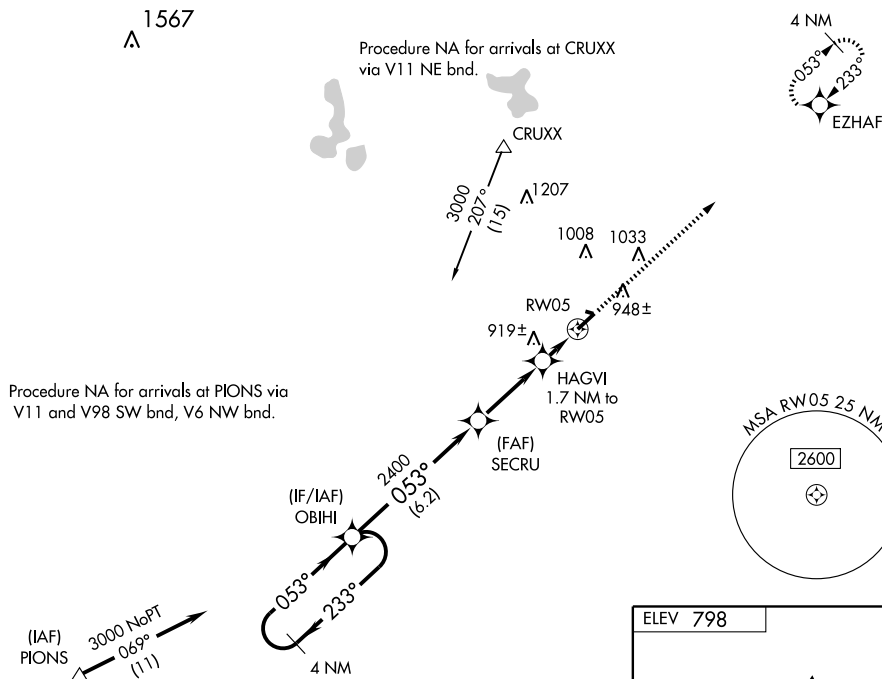 1567
Procedure NA for arrivals at CRUXX
via V11 NE bnd.
4 NM
053°
233°
EZHAF
CRUXX
3000
207°
(15)
1207
1008
1033
RW05
948±
919±
HAGVI
1.7 NM to
RW05
Procedure NA for arrivals at PIONS via
V11 and V98 SW bnd, V6 NW bnd.
(FAF)
SECRU
MSA RW05 25 NM
2600
2400
053°
(6.2)
(IF/IAF)
OBIHI
053°
233°
4 NM
(IAF)
PIONS
3000 NoPT
069°
(11)
ELEV 798